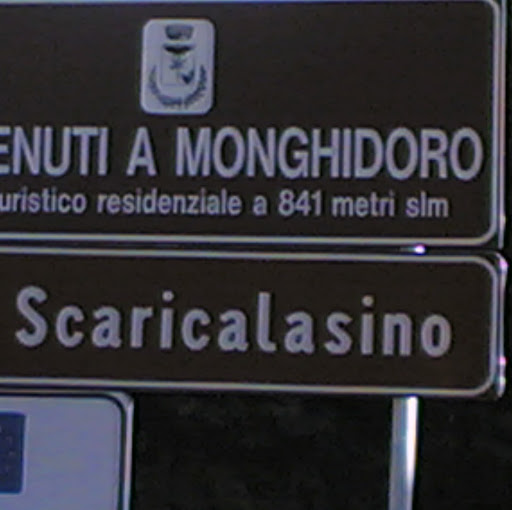 ENUTI A MONGHIDORO
uristico residenziale a 841 metri slm
Scaricalasino